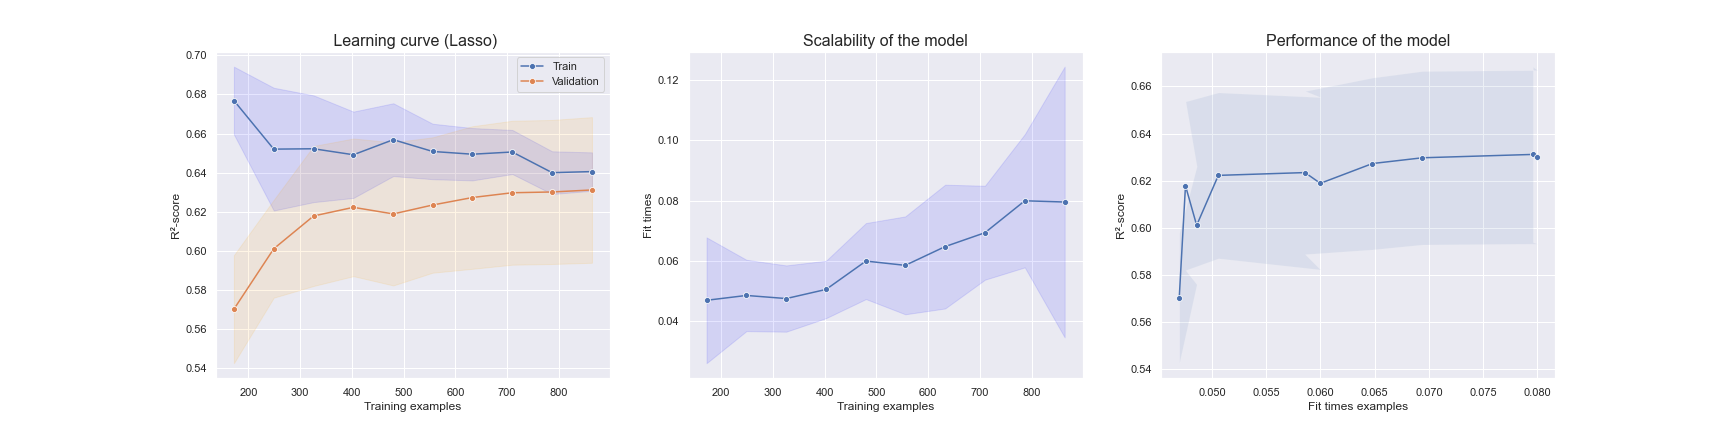 Learning curve (Lasso)
0.70
0.68
0.66
0.64
0.62
0.60
0.58
0.56
0.54
R²-score
200 300 400 500 600 700 800
Training examples
Train
Validation
Scalability of the model
0.12
0.10
0.08
0.06
0.04
Fit times
200 300 400 500 600 700 800
Training examples
Performance of the model
0.66
0.64
0.62
0.60
0.58
0.56
0.54
R²-score
0.050 0.055 0.060 0.065 0.070 0.075 0.080
Fit times examples